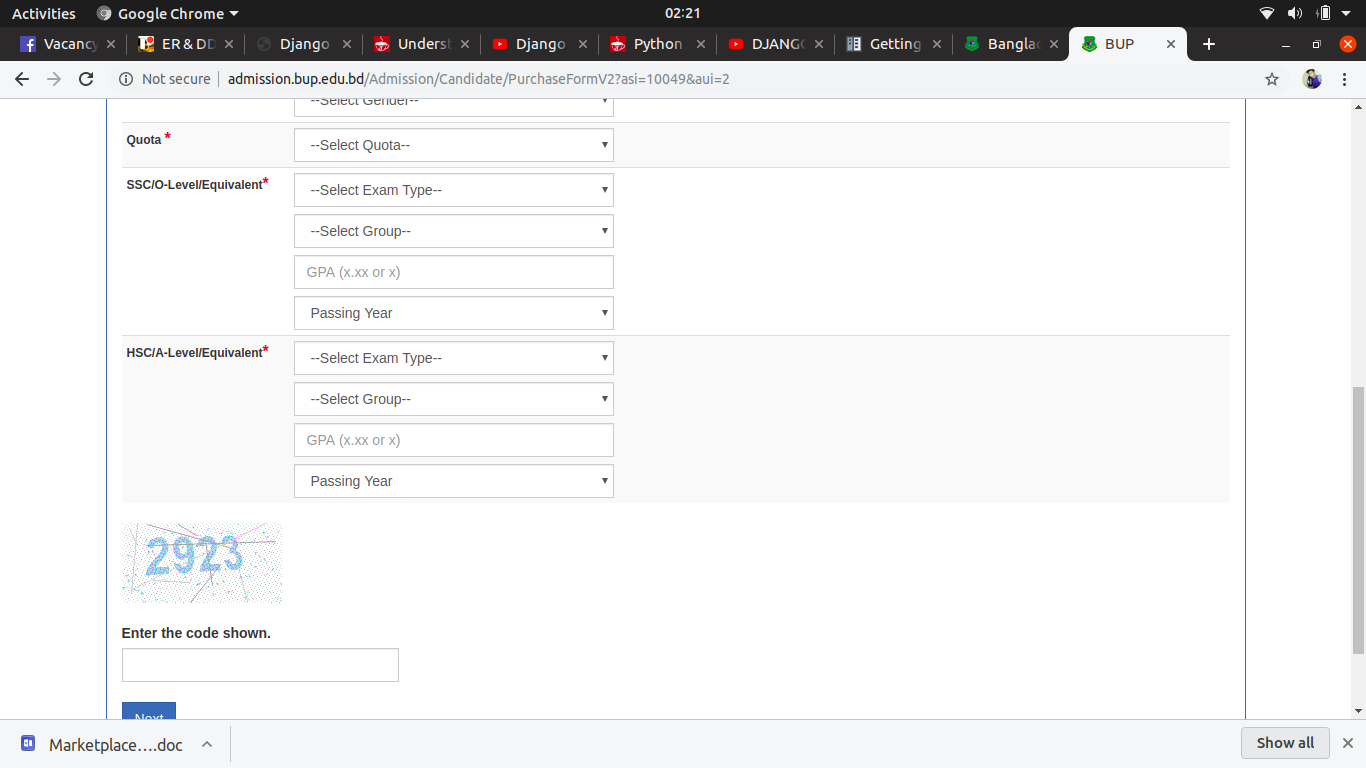 Activities Google Chrome 02:21
Vacancy ER & DD Django Underst Django Python DJANGO Getting Banglad BUP
Not secure admission.bup.edu.bd/Admission/Candidate/PurchaseFormV2?asi=10049&aui=2
--Select Gender--
Quota * --Select Quota--
SSC/O-Level/Equivalent* --Select Exam Type--
--Select Group--
GPA (x.xx or x)
Passing Year
HSC/A-Level/Equivalent* --Select Exam Type--
--Select Group--
GPA (x.xx or x)
Passing Year
2923
Enter the code shown.
Next
Marketplace....doc Show all